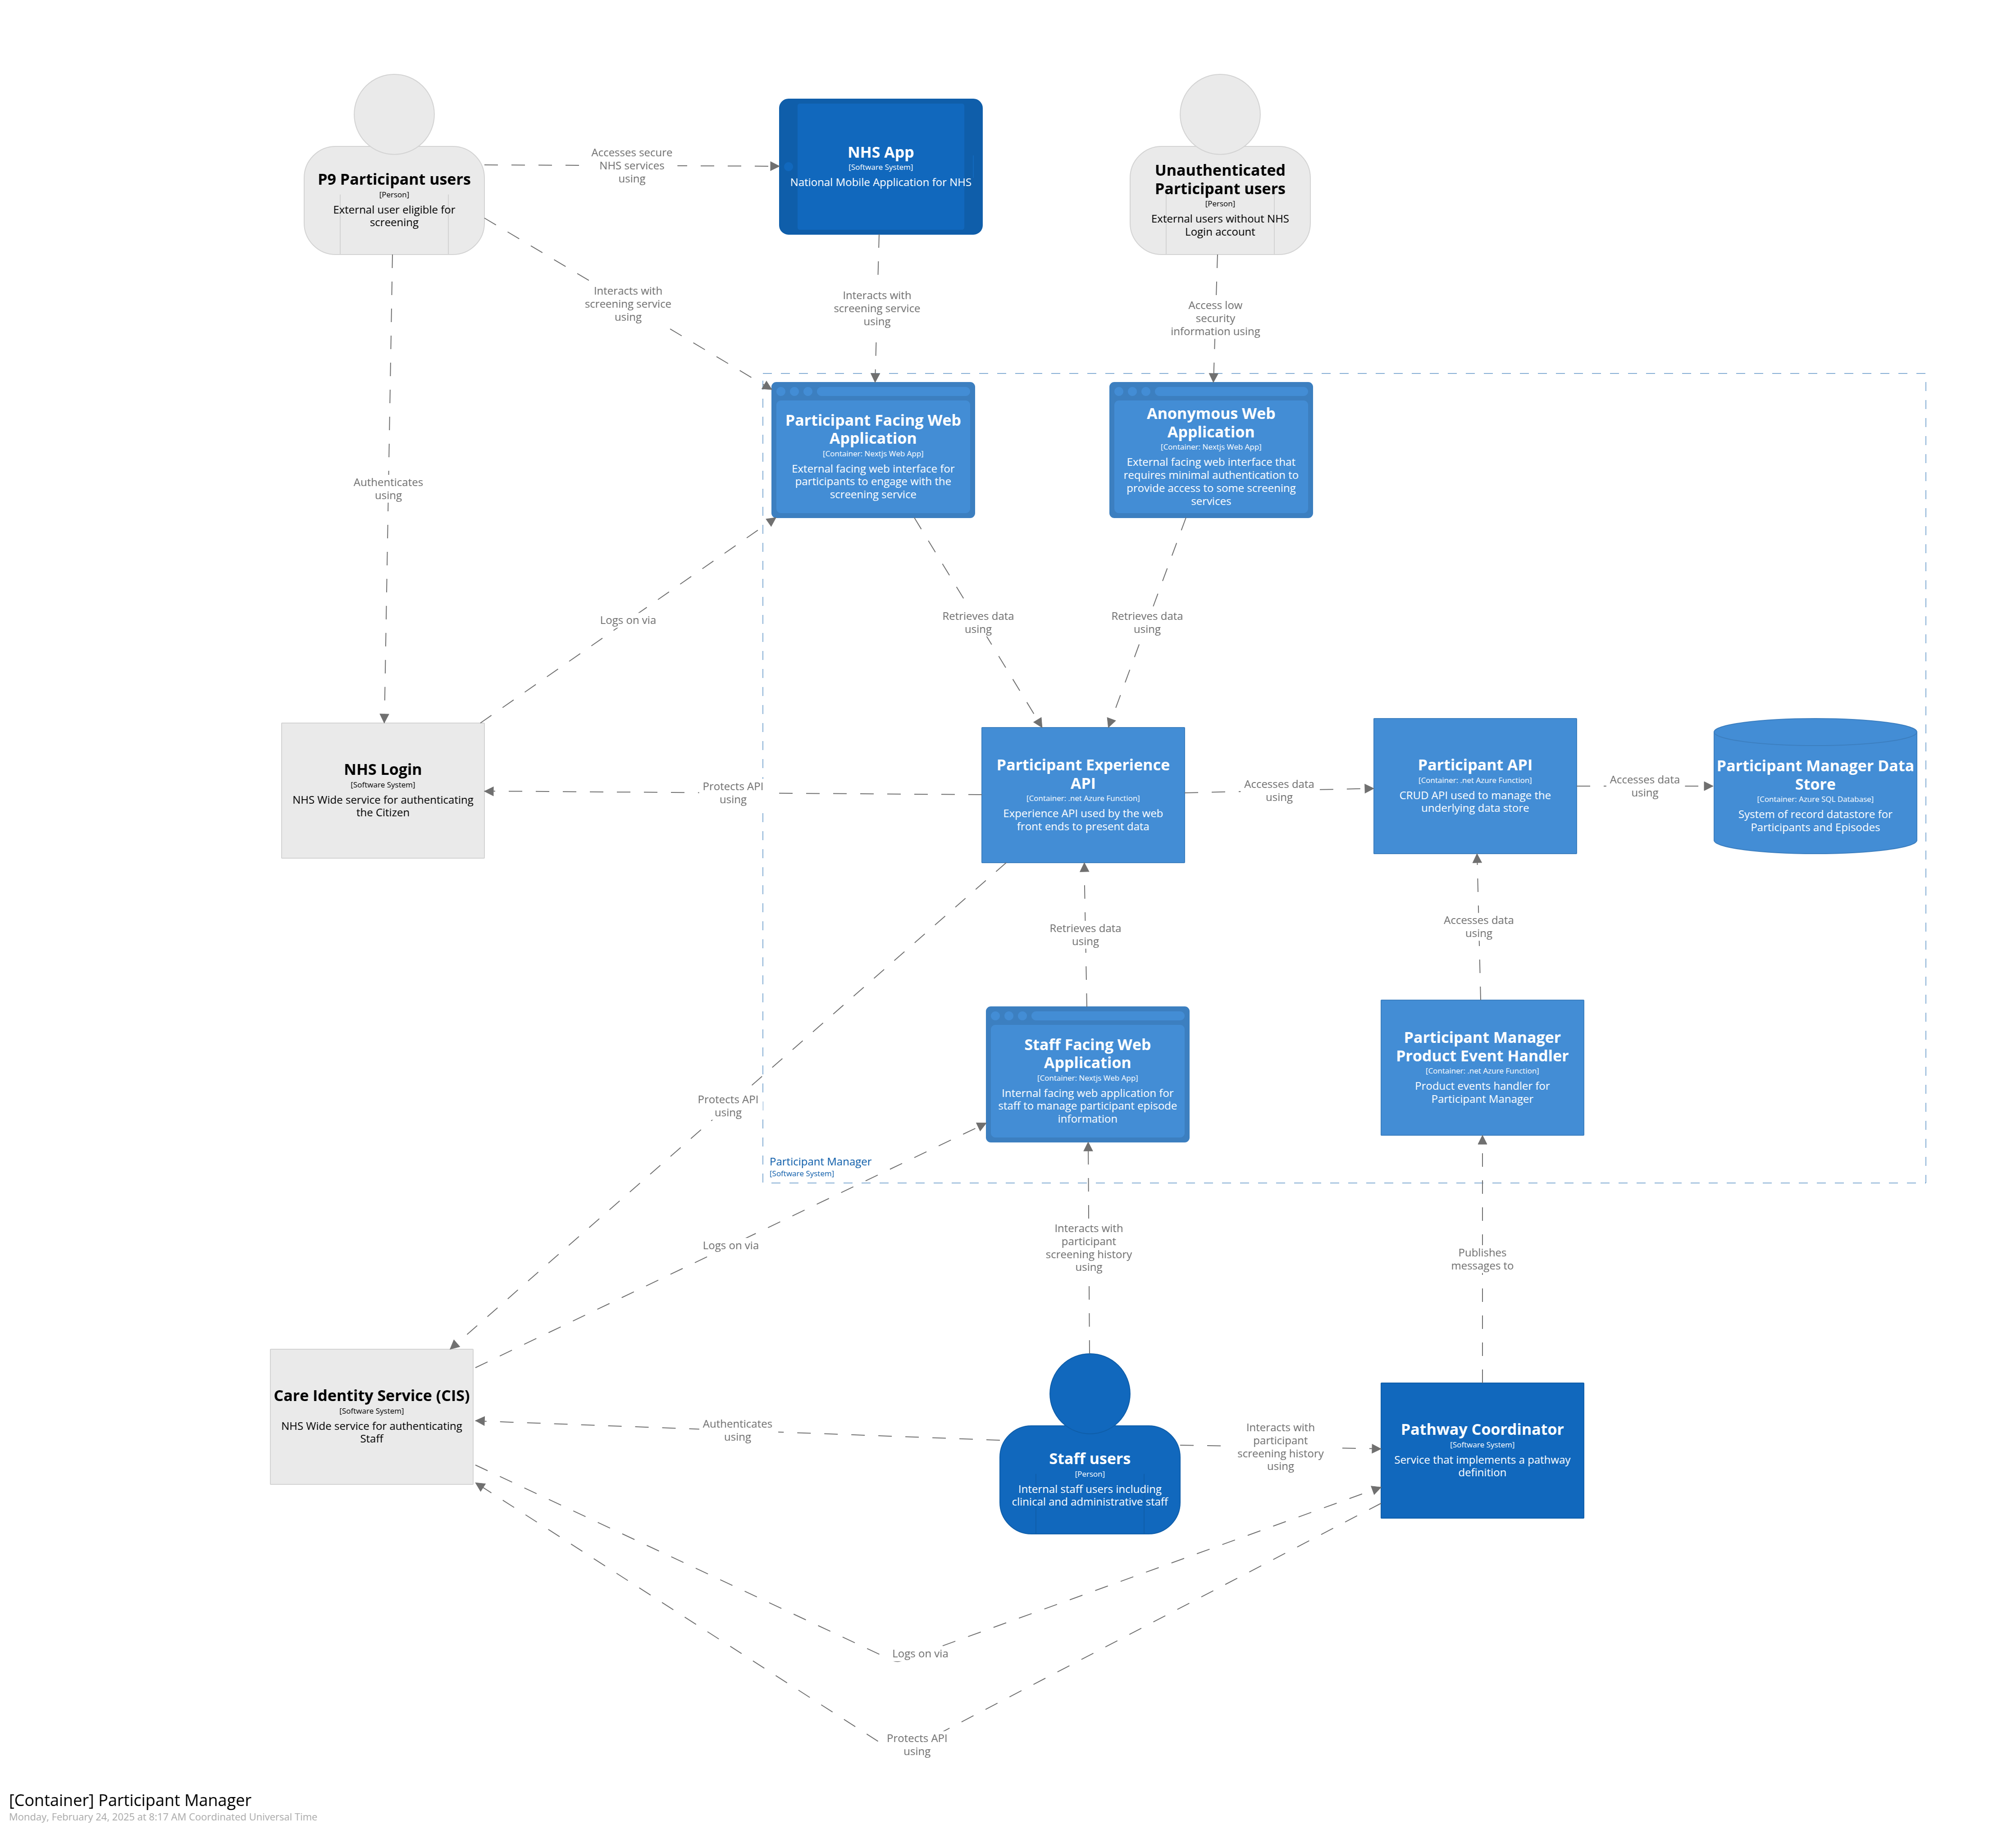 P9 Participant users
[Person]
External user eligible for
screening
Accesses secure
NHS services
using
NHS App
[Software System]
National Mobile Application for NHS
Unauthenticated
Participant users
[Person]
External users without NHS
Login account
Interacts with
screening service
using
Interacts with
screening service
using
Access low
security
information using
Authenticates
using
Participant Facing Web
Application
[Container: Nextjs Web App]
External facing web interface for
participants to engage with the
screening service
Anonymous Web
Application
[Container: Nextjs Web App]
External facing web interface that
requires minimal authentication to
provide access to some screening
services
Logs on via
Retrieves data
using
Retrieves data
using
NHS Login
[Software System]
NHS Wide service for authenticating
the Citizen
Protects API
using
Participant Experience
API
[Container: .net Azure Function]
Experience API used by the web
front ends to present data
Accesses data
using
Participant API
[Container: .net Azure Function]
CRUD API used to manage the
underlying data store
Accesses data
using
Participant Manager Data
Store
[Container: Azure SQL Database]
System of record datastore for
Participants and Episodes
Retrieves data
using
Accesses data
using
Staff Facing Web
Application
[Container: Nextjs Web App]
Internal facing web application for
staff to manage participant episode
information
Participant Manager
Product Event Handler
[Container: .net Azure Function]
Product events handler for
Participant Manager
Protects API
using
Participant Manager
[Software System]
Logs on via
Interacts with
participant
screening history
using
Publishes
messages to
Care Identity Service (CIS)
[Software System]
NHS Wide service for authenticating
Staff
Authenticates
using
Staff users
[Person]
Internal staff users including
clinical and administrative staff
Interacts with
participant
screening history
using
Pathway Coordinator
[Software System]
Service that implements a pathway
definition
Logs on via
Protects API
using
[Container] Participant Manager
Monday, February 24, 2025 at 8:17 AM Coordinated Universal Time